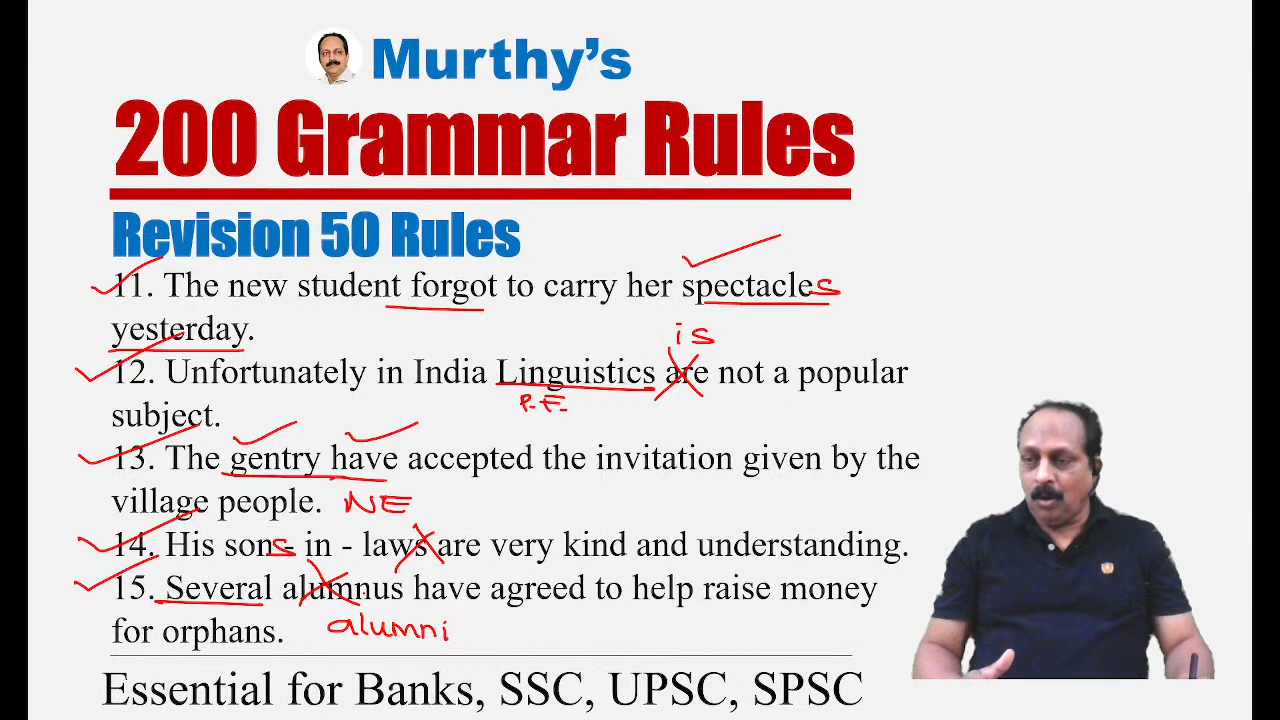 Murthy's
200 Grammar Rules
Revision 50 Rules
11. The new student forgot to carry her spectacles
yesterday.
is
12. Unfortunately in India Linguistics are not a popular
P.F.
subject.
13. The gentry have accepted the invitation given by the
village people. NE
14. His sons - in - laws are very kind and understanding.
15. Several alumnus have agreed to help raise money
for orphans. alumni
Essential for Banks, SSC, UPSC, SPSC